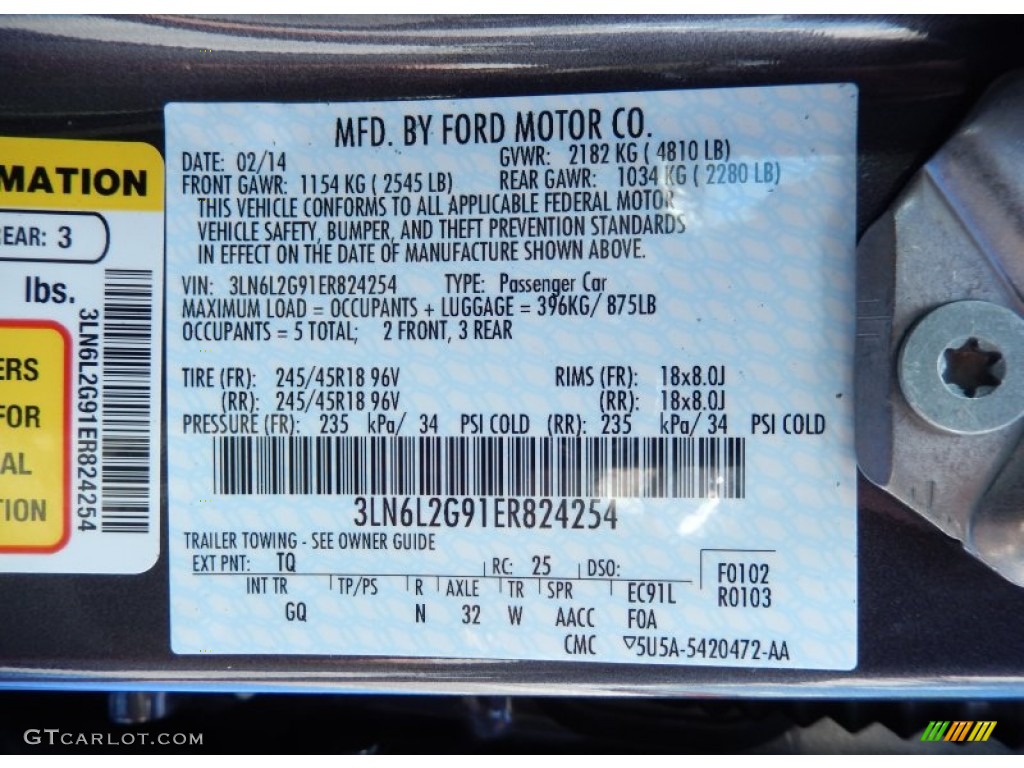 MFD. BY FORD MOTOR CO.
DATE: 02/14 GVWR: 2182 KG ( 4810 LB)
FRONT GAWR: 1154 KG ( 2545 LB) REAR GAWR: 1034 KG ( 2280 LB)
THIS VEHICLE CONFORMS TO ALL APPLICABLE FEDERAL MOTOR
VEHICLE SAFETY, BUMPER, AND THEFT PREVENTION STANDARDS
IN EFFECT ON THE DATE OF MANUFACTURE SHOWN ABOVE.
VIN: 3LN6L2G91ER824254 TYPE: Passenger Car
MAXIMUM LOAD = OCCUPANTS + LUGGAGE = 396KG/ 875LB
OCCUPANTS = 5 TOTAL; 2 FRONT, 3 REAR
TIRE (FR): 245/45R18 96V RIMS (FR): 18x8.0J
(RR): 245/45R18 96V (RR): 18x8.0J
PRESSURE (FR): 235 kPa/ 34 PSI COLD (RR): 235 kPa/ 34 PSI COLD
3LN6L2G91ER824254
TRAILER TOWING - SEE OWNER GUIDE
EXT PNT: TQ RC: 25 DSO: F0102
INT TR TP/PS R AXLE TR SPR EC91L R0103
GQ N 32 W AACC FOA
CMC ▽5U5A-5420472-AA
MATION
REAR: 3
lbs.
3LN6L2G91ER824254
ERS
FOR
AL
TION
GTCARLOT.COM